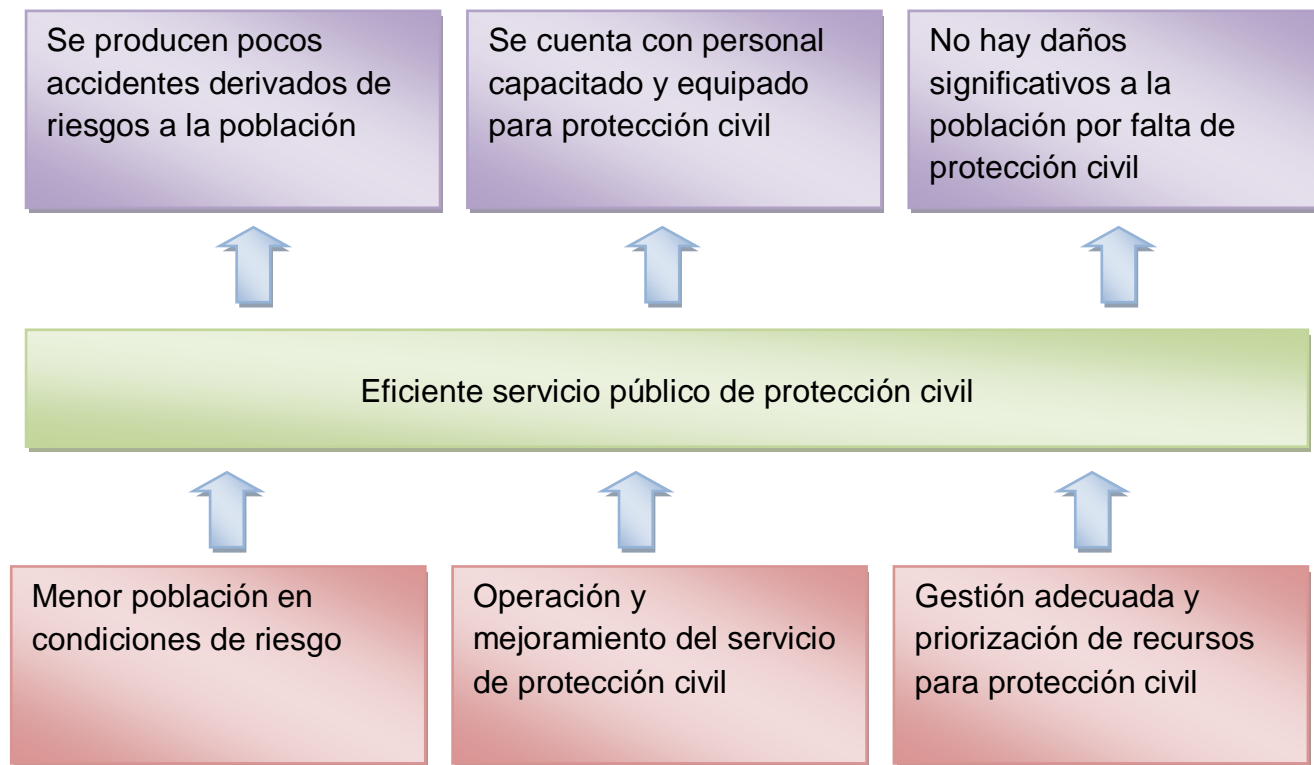 Se producen pocos
accidentes derivados de
riesgos a la población
Se cuenta con personal
capacitado y equipado
para protección civil
No hay daños
significativos a la
población por falta de
protección civil
Eficiente servicio público de protección civil
Menor población en
condiciones de riesgo
Operación y
mejoramiento del servicio
de protección civil
Gestión adecuada y
priorización de recursos
para protección civil